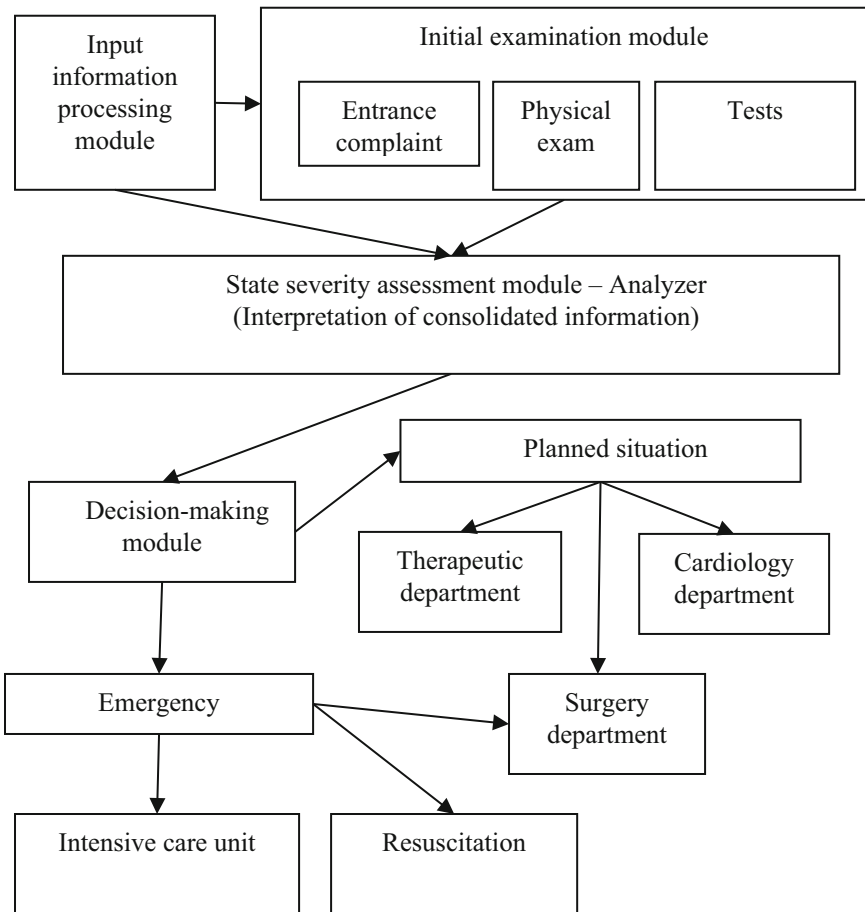 Input
information
processing
module
Initial examination module
Entrance
complaint
Physical
exam
Tests
State severity assessment module – Analyzer
(Interpretation of consolidated information)
Planned situation
Decision-making
module
Therapeutic
department
Cardiology
department
Emergency
Surgery
department
Intensive care unit
Resuscitation